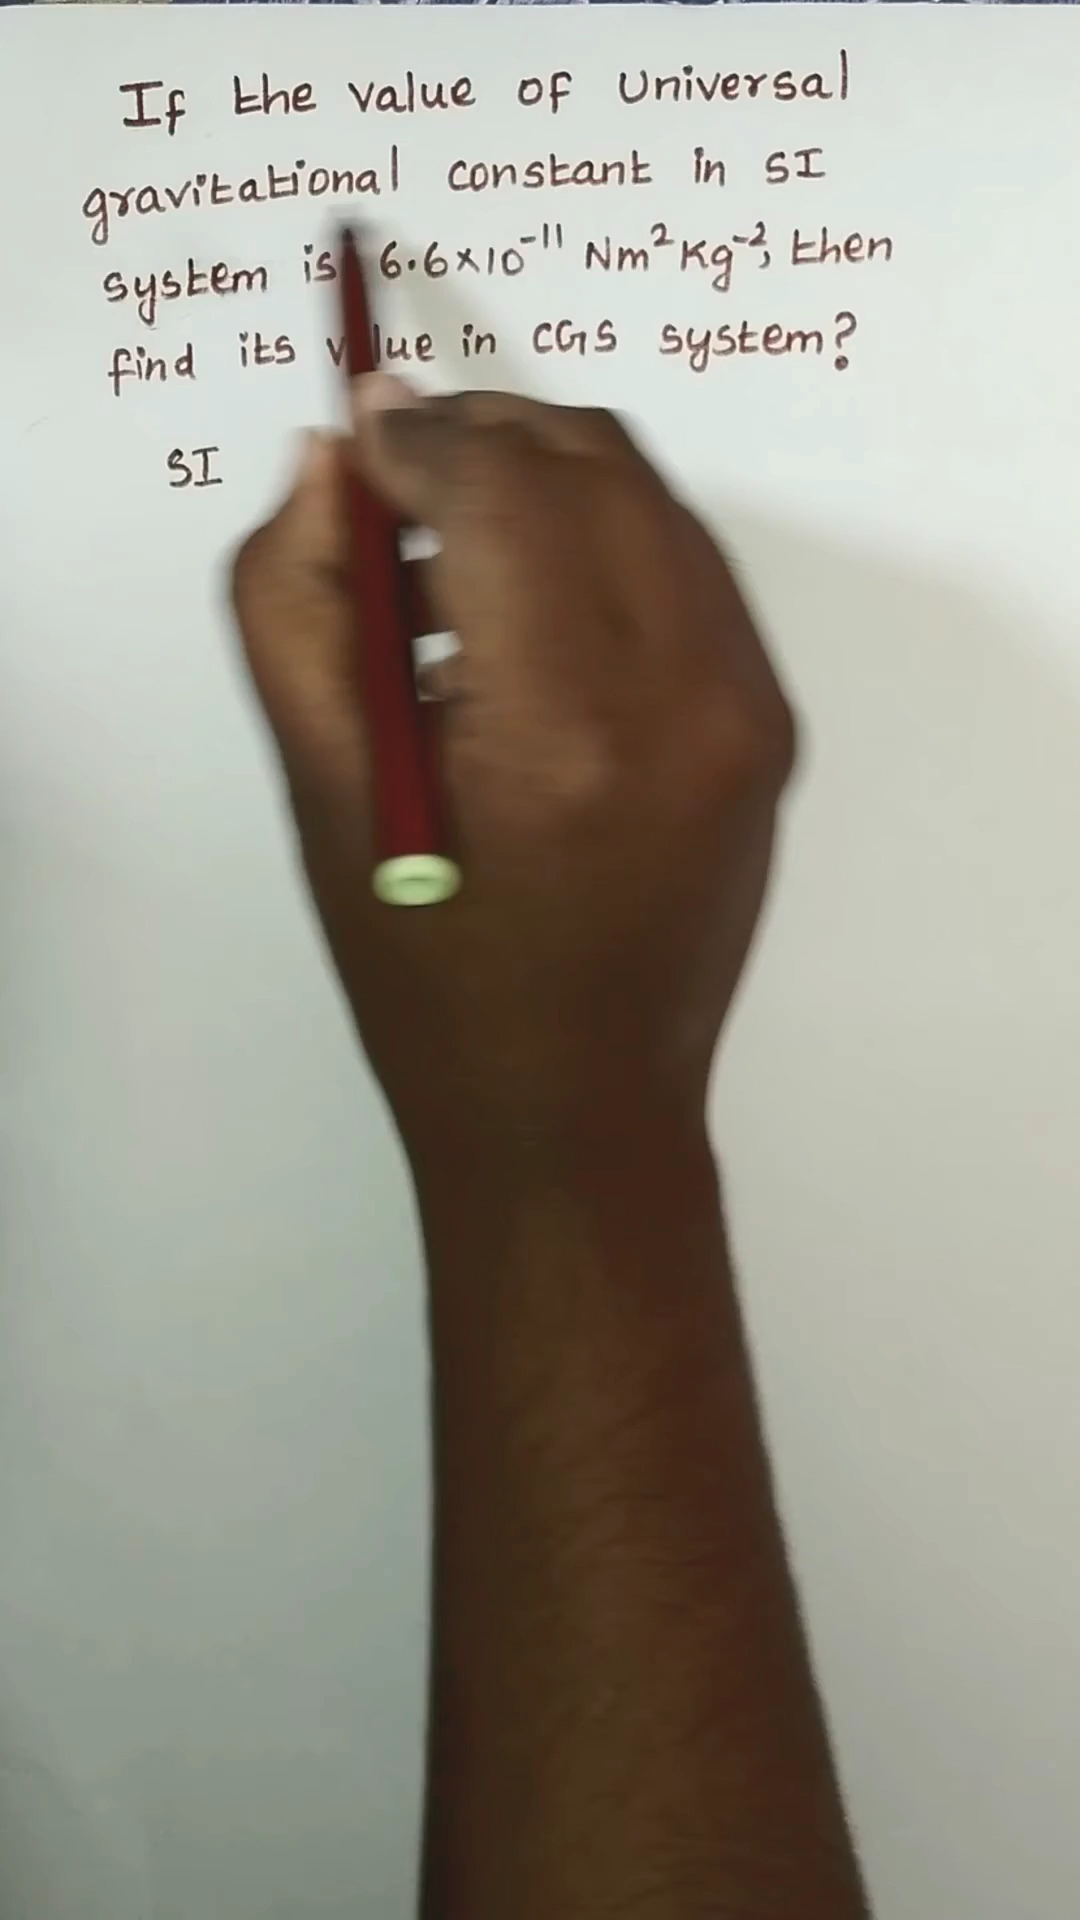 If the value of universal
gravitational constant in SI
system is 6.6×10⁻¹¹ Nm²Kg⁻², then
find its value in CGS system?
SI